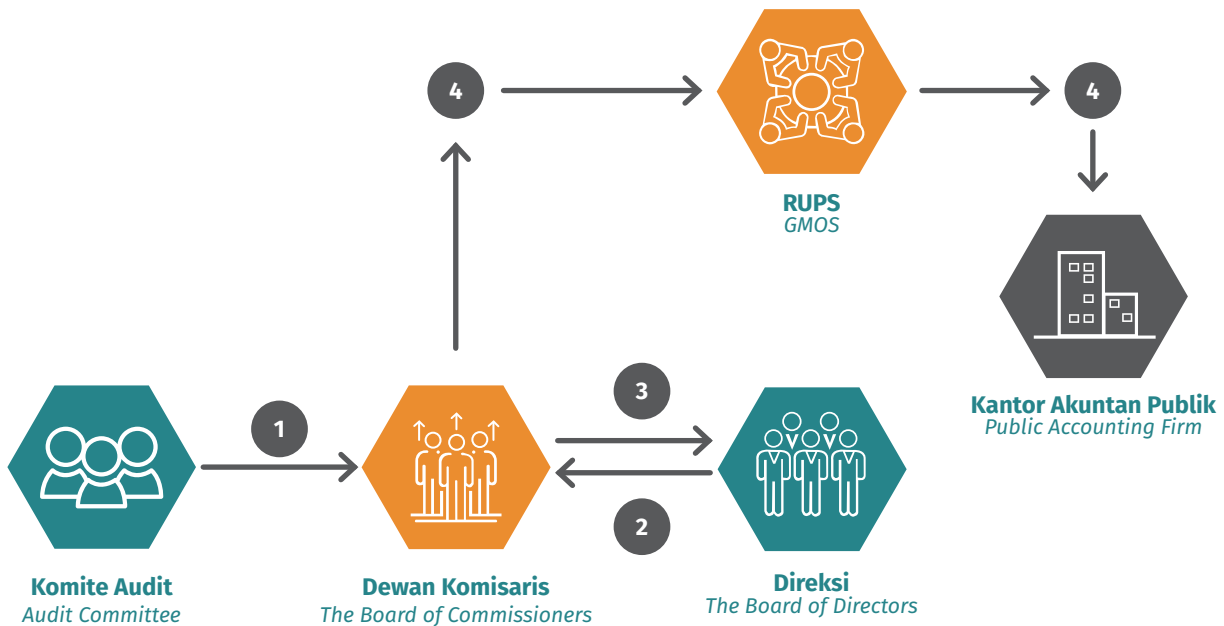 4
4
RUPS
GMOS
Kantor Akuntan Publik
Public Accounting Firm
1
3
2
Komite Audit
Audit Committee
Dewan Komisaris
The Board of Commissioners
Direksi
The Board of Directors